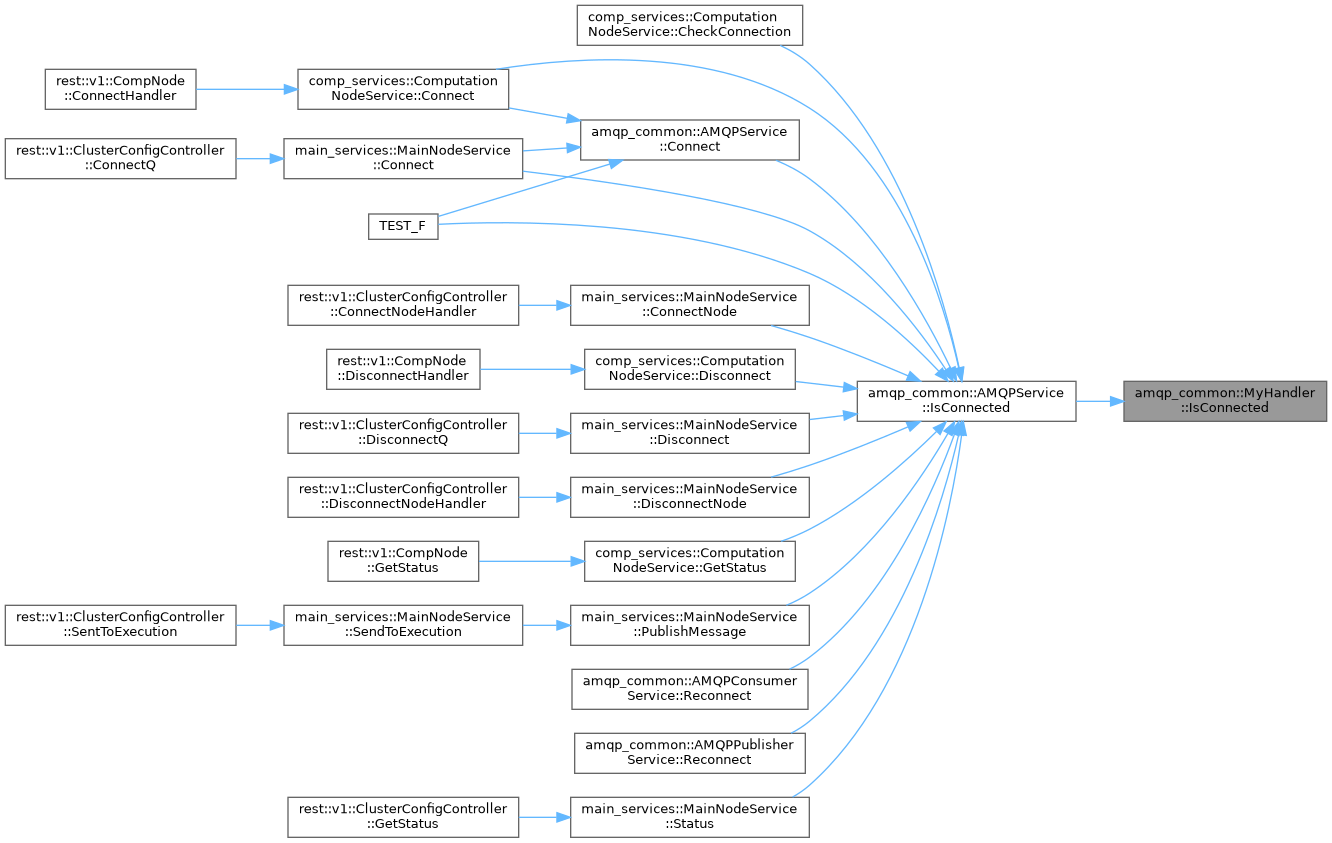 comp_services::Computation
NodeService::CheckConnection
rest::v1::CompNode
::ConnectHandler
comp_services::Computation
NodeService::Connect
amqp_common::AMQPService
::Connect
rest::v1::ClusterConfigController
::ConnectQ
main_services::MainNodeService
::Connect
TEST_F
rest::v1::ClusterConfigController
::ConnectNodeHandler
main_services::MainNodeService
::ConnectNode
rest::v1::CompNode
::DisconnectHandler
comp_services::Computation
NodeService::Disconnect
amqp_common::AMQPService
::IsConnected
amqp_common::MyHandler
::IsConnected
rest::v1::ClusterConfigController
::DisconnectQ
main_services::MainNodeService
::Disconnect
rest::v1::ClusterConfigController
::DisconnectNodeHandler
main_services::MainNodeService
::DisconnectNode
rest::v1::CompNode
::GetStatus
comp_services::Computation
NodeService::GetStatus
rest::v1::ClusterConfigController
::SentToExecution
main_services::MainNodeService
::SendToExecution
main_services::MainNodeService
::PublishMessage
amqp_common::AMQPConsumer
Service::Reconnect
amqp_common::AMQPPublisher
Service::Reconnect
rest::v1::ClusterConfigController
::GetStatus
main_services::MainNodeService
::Status